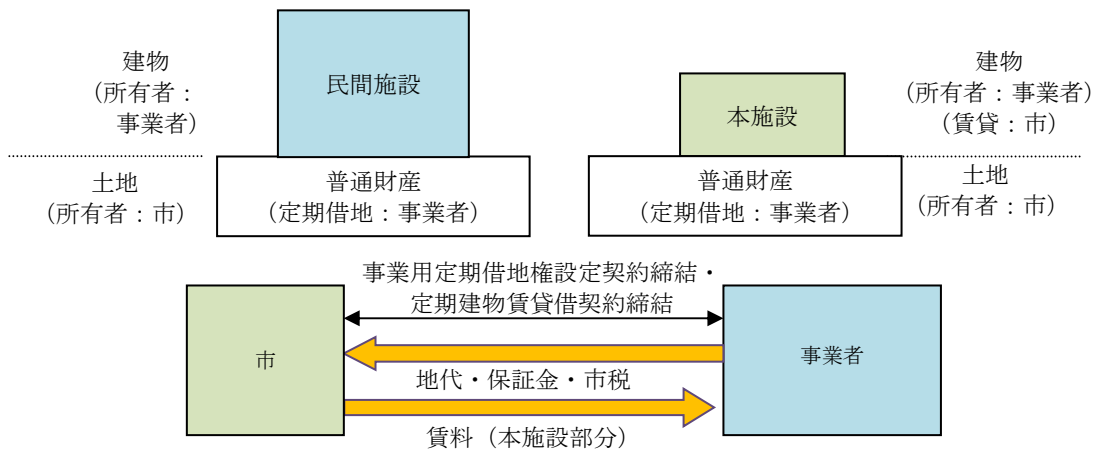 建物
(所有者:
事業者)
民間施設
本施設
建物
(所有者:事業者)
(賃貸:市)
土地
(所有者:市)
普通財産
(定期借地:事業者)
普通財産
(定期借地:事業者)
土地
(所有者:市)
事業用定期借地権設定契約締結・
定期建物賃貸借契約締結
市
事業者
地代・保証金・市税
賃料(本施設部分)